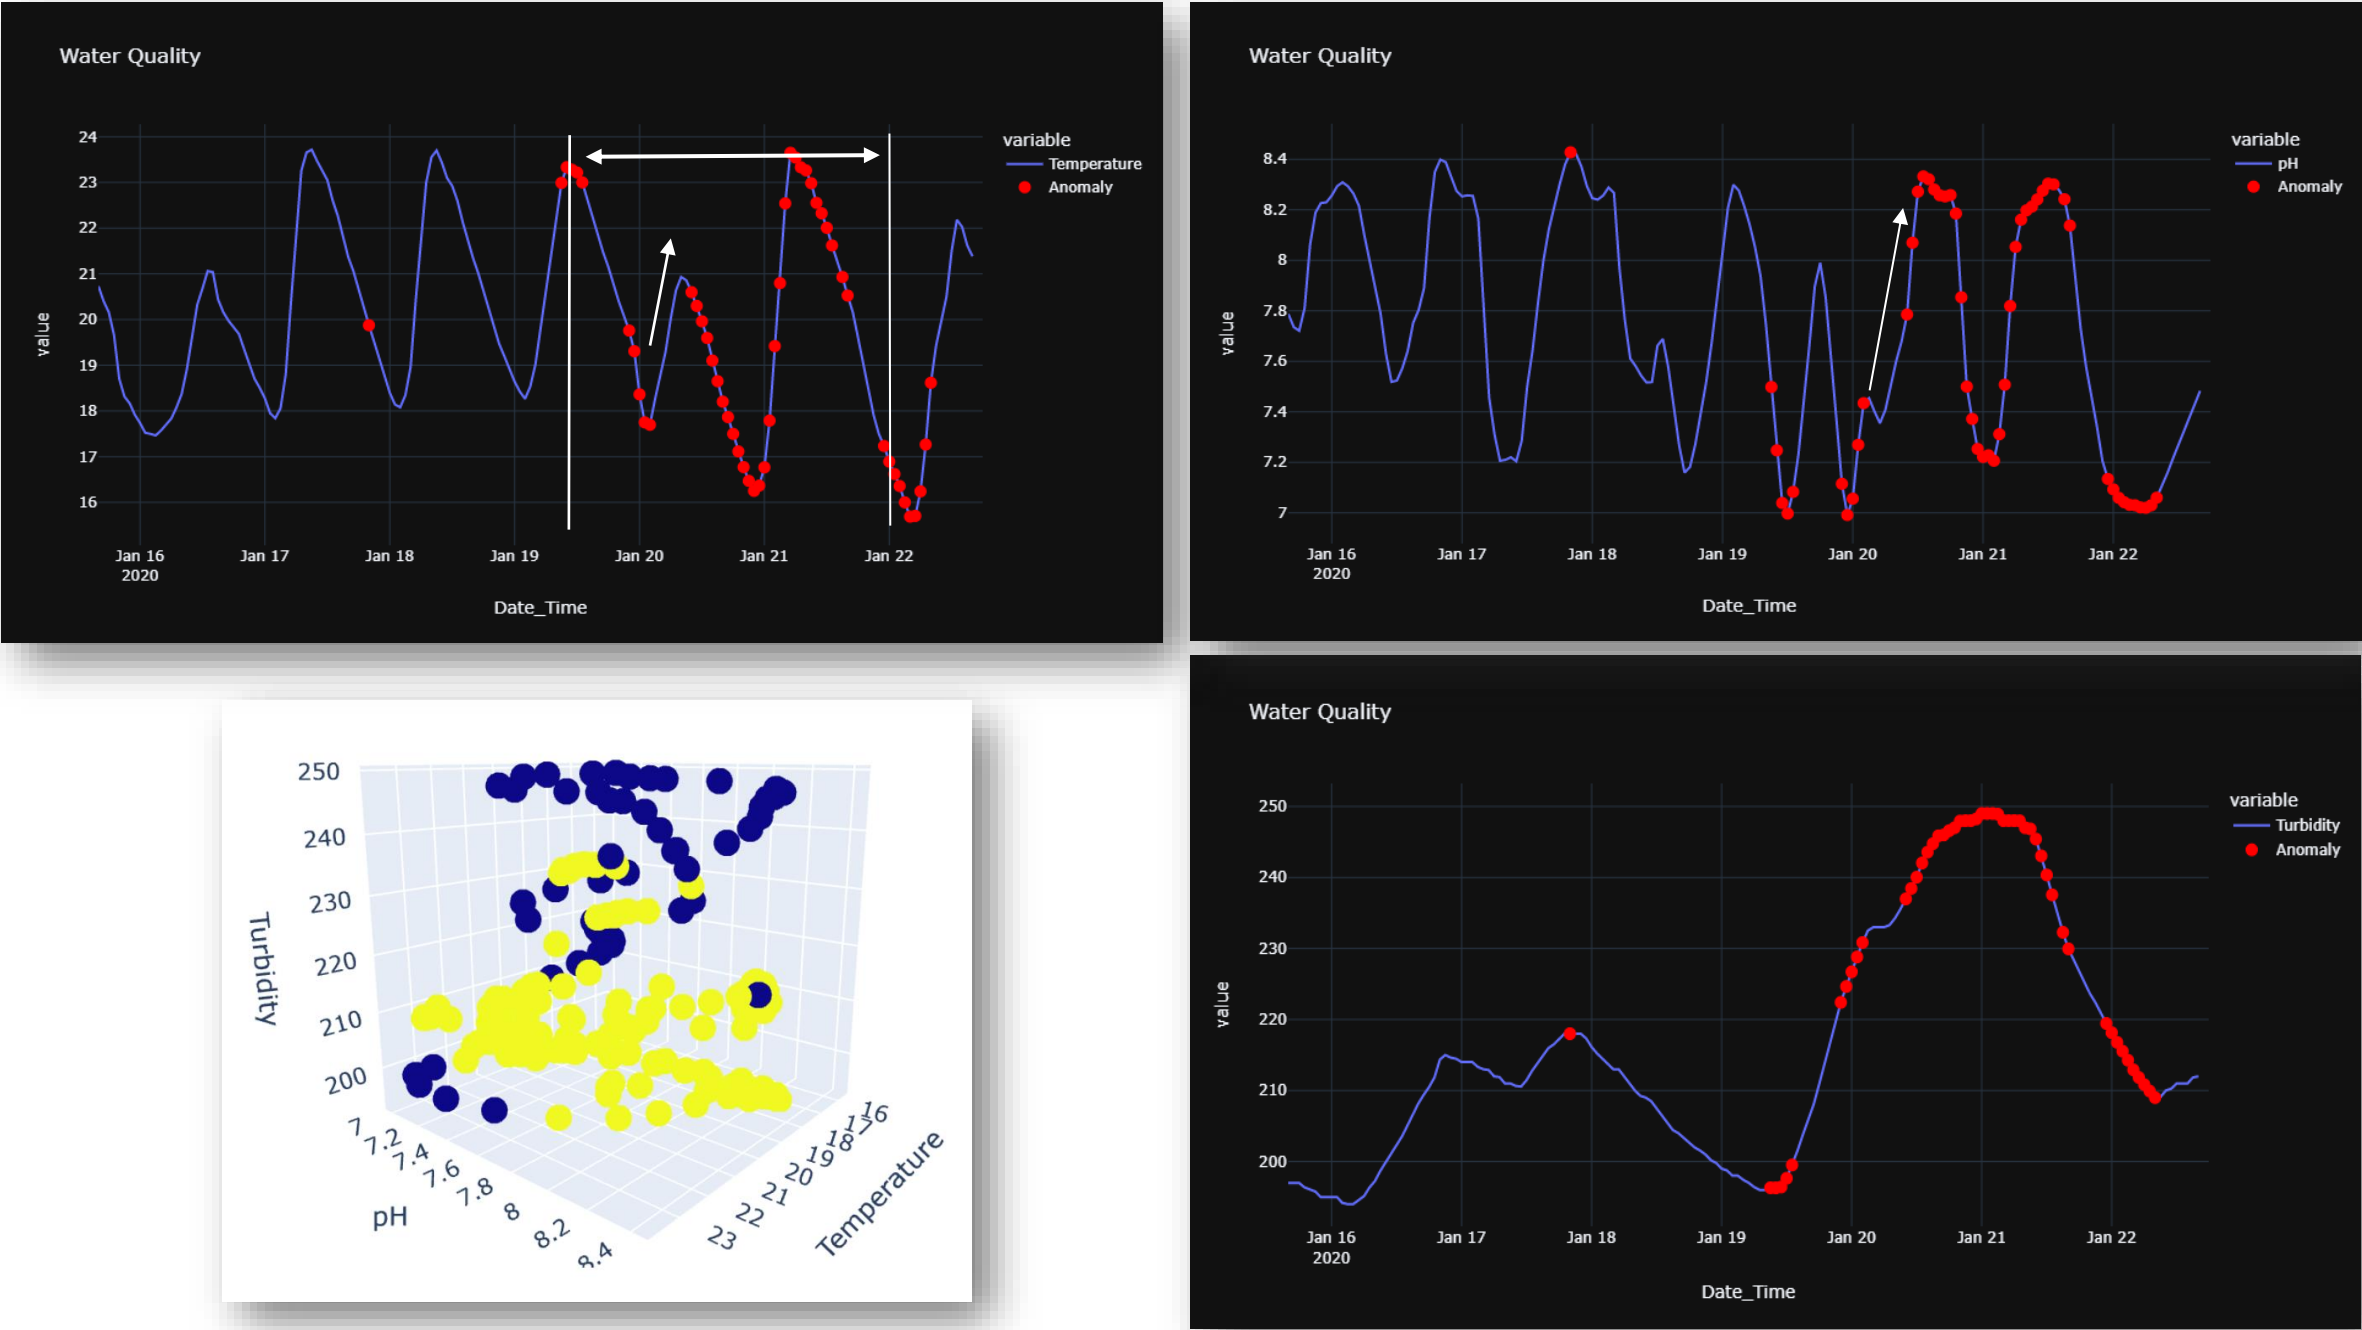 Water Quality
24
23
22
21
20
19
18
17
16
value
variable
Temperature
Anomaly
Jan 16
2020
Jan 17
Jan 18
Jan 19
Jan 20
Jan 21
Jan 22
Date_Time
Water Quality
8.4
8.2
8
7.8
7.6
7.4
7.2
7
value
variable
pH
Anomaly
Jan 16
2020
Jan 17
Jan 18
Jan 19
Jan 20
Jan 21
Jan 22
Date_Time
250
240
230
220
210
200
Turbidity
7
7.2
7.4
7.6
7.8
8
8.2
8.4
pH
23
22
21
20
19
18
17
16
Temperature
Water Quality
250
240
230
220
210
200
value
variable
Turbidity
Anomaly
Jan 16
2020
Jan 17
Jan 18
Jan 19
Jan 20
Jan 21
Jan 22
Date_Time